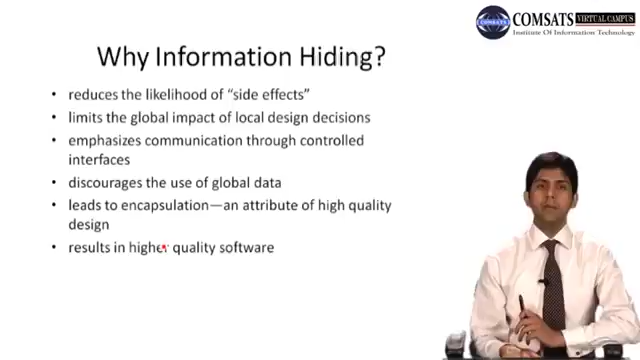 COMSATS VIRTUAL CAMPUS
Institute Of Information Technology
COMSATS
Why Information Hiding?
• reduces the likelihood of “side effects”
• limits the global impact of local design decisions
• emphasizes communication through controlled
interfaces
• discourages the use of global data
• leads to encapsulation—an attribute of high quality
design
• results in higher quality software